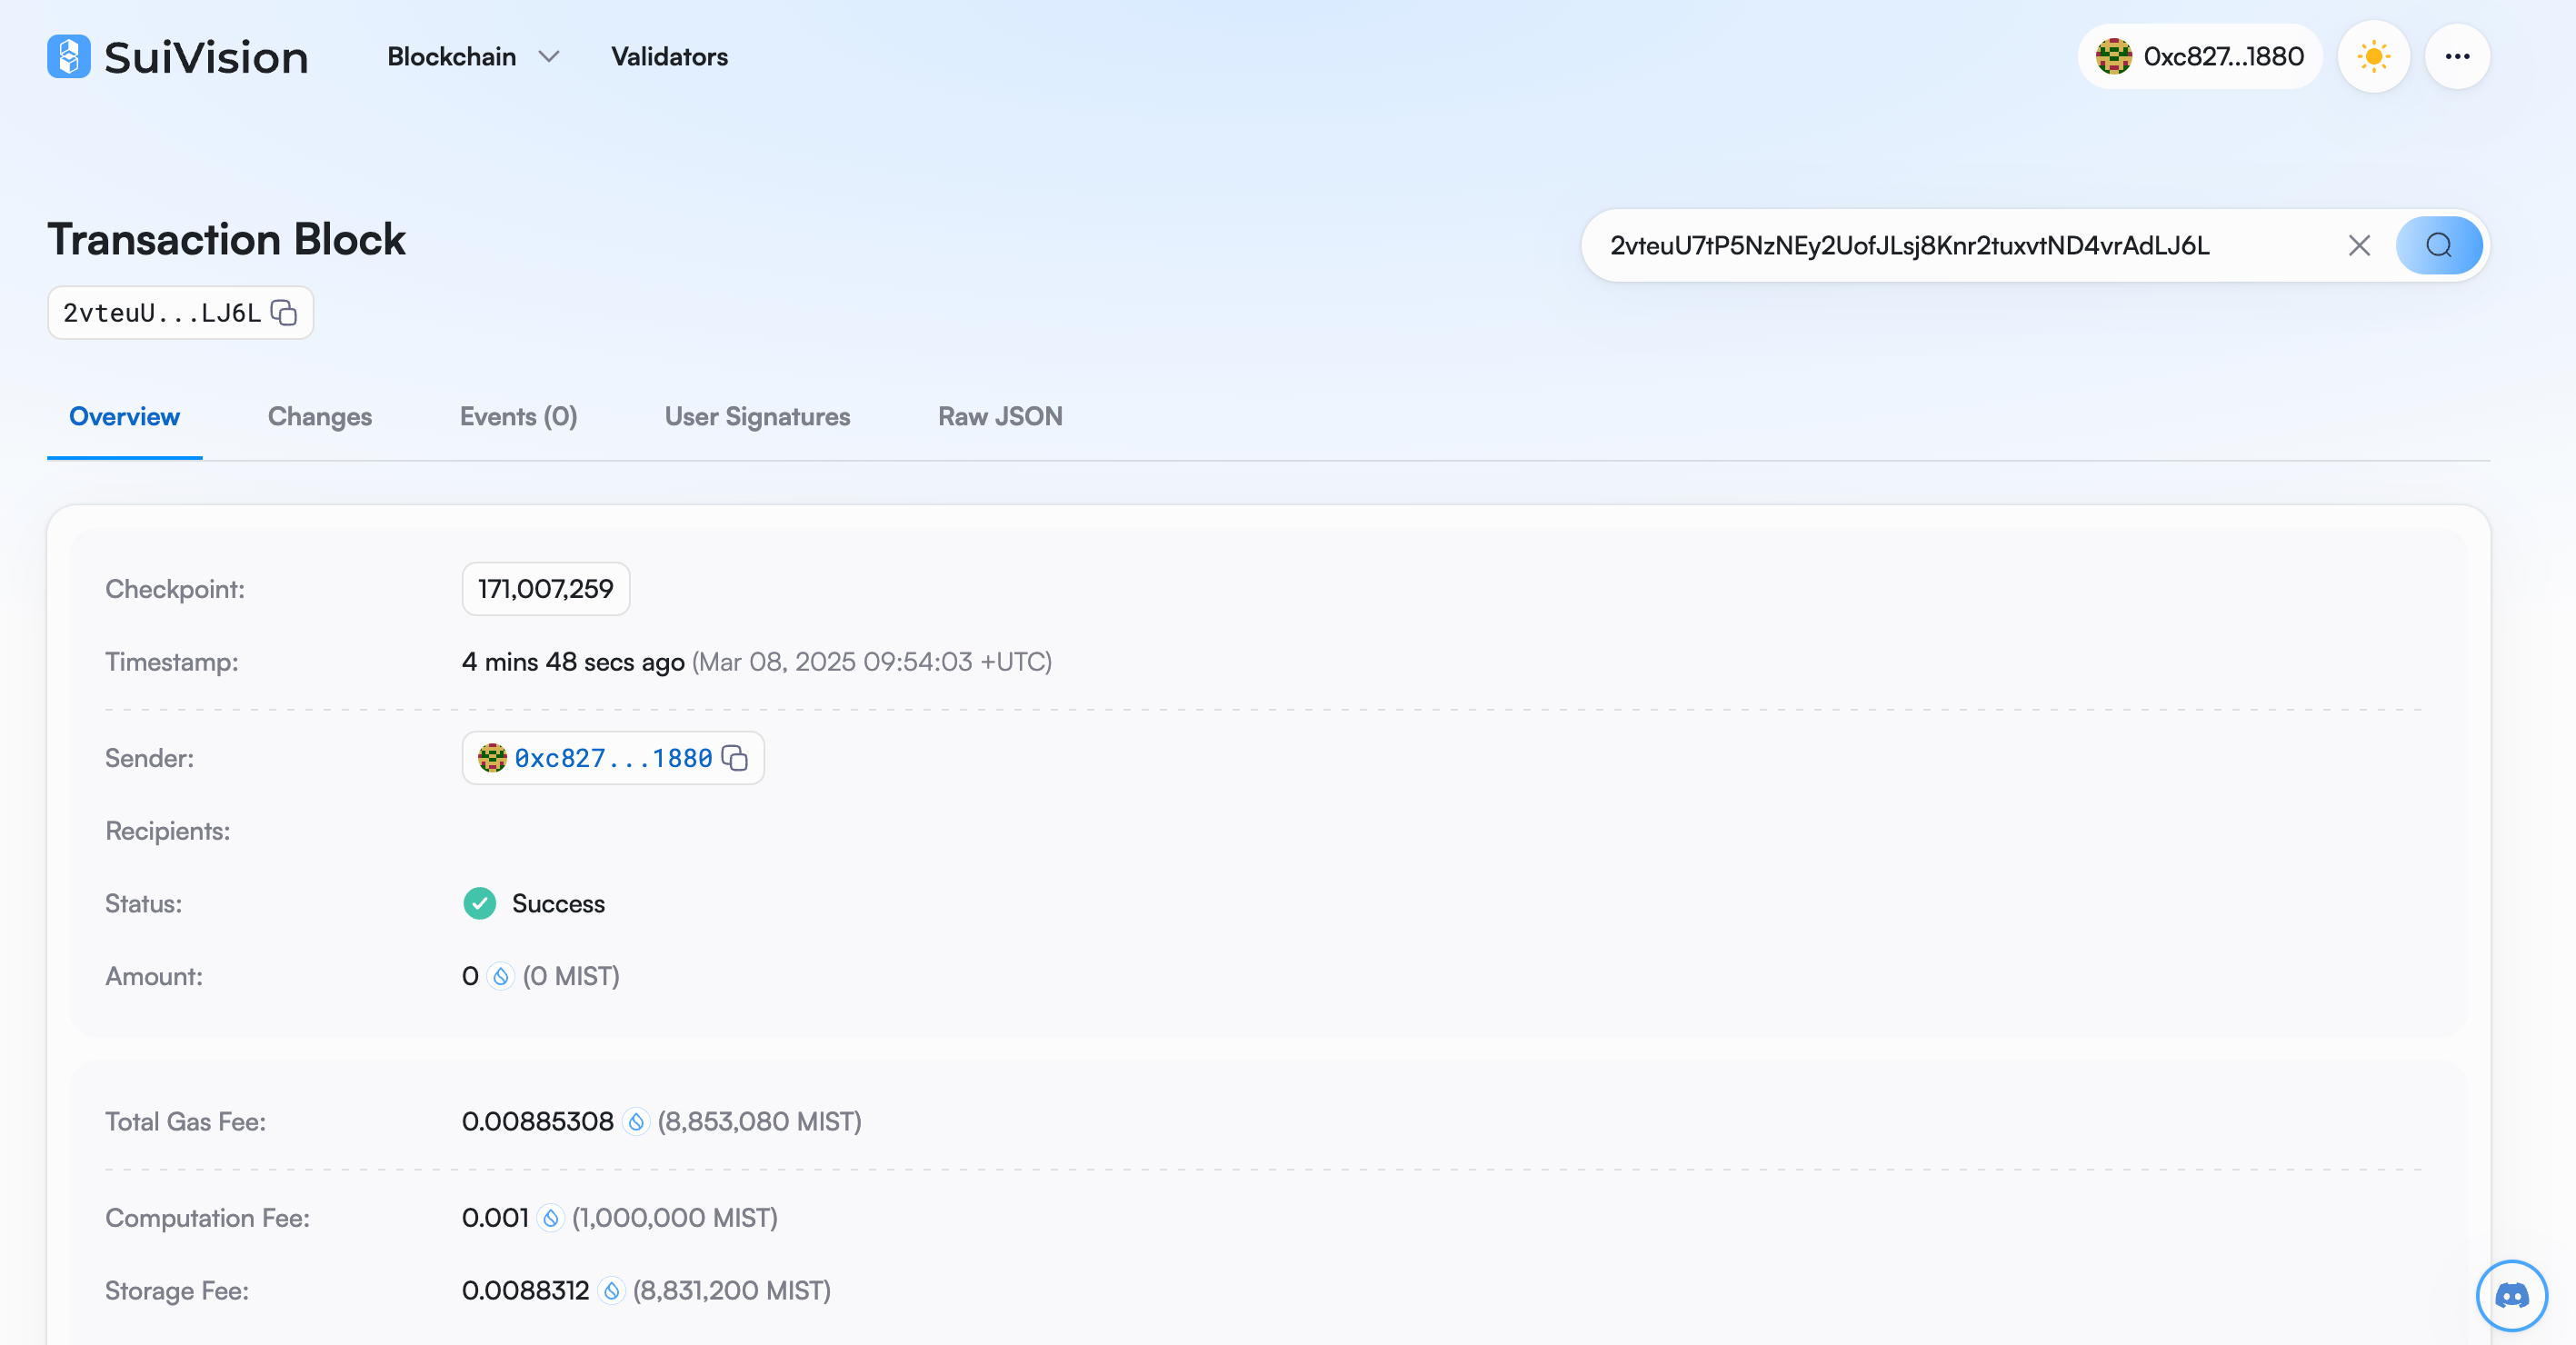 SuiVision
Blockchain
Validators
0xc827...1880
Transaction Block
2vteuU7tP5NzNEy2UofJLsj8Knr2tuxvtND4vrAdLJ6L
2vteuU...LJ6L
Overview
Changes
Events (0)
User Signatures
Raw JSON
Checkpoint: 171,007,259
Timestamp: 4 mins 48 secs ago (Mar 08, 2025 09:54:03 +UTC)
Sender: 0xc827...1880
Recipients:
Status: Success
Amount: 0 (0 MIST)
Total Gas Fee: 0.00885308 (8,853,080 MIST)
Computation Fee: 0.001 (1,000,000 MIST)
Storage Fee: 0.0088312 (8,831,200 MIST)